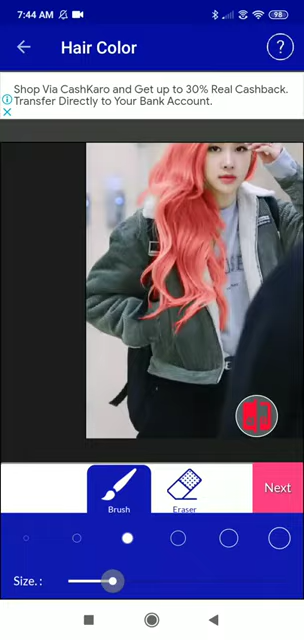 7:44 AM
98
Hair Color
?
Shop Via CashKaro and Get up to 30% Real Cashback.
Transfer Directly to Your Bank Account.
Brush
Eraser
Next
Size. :